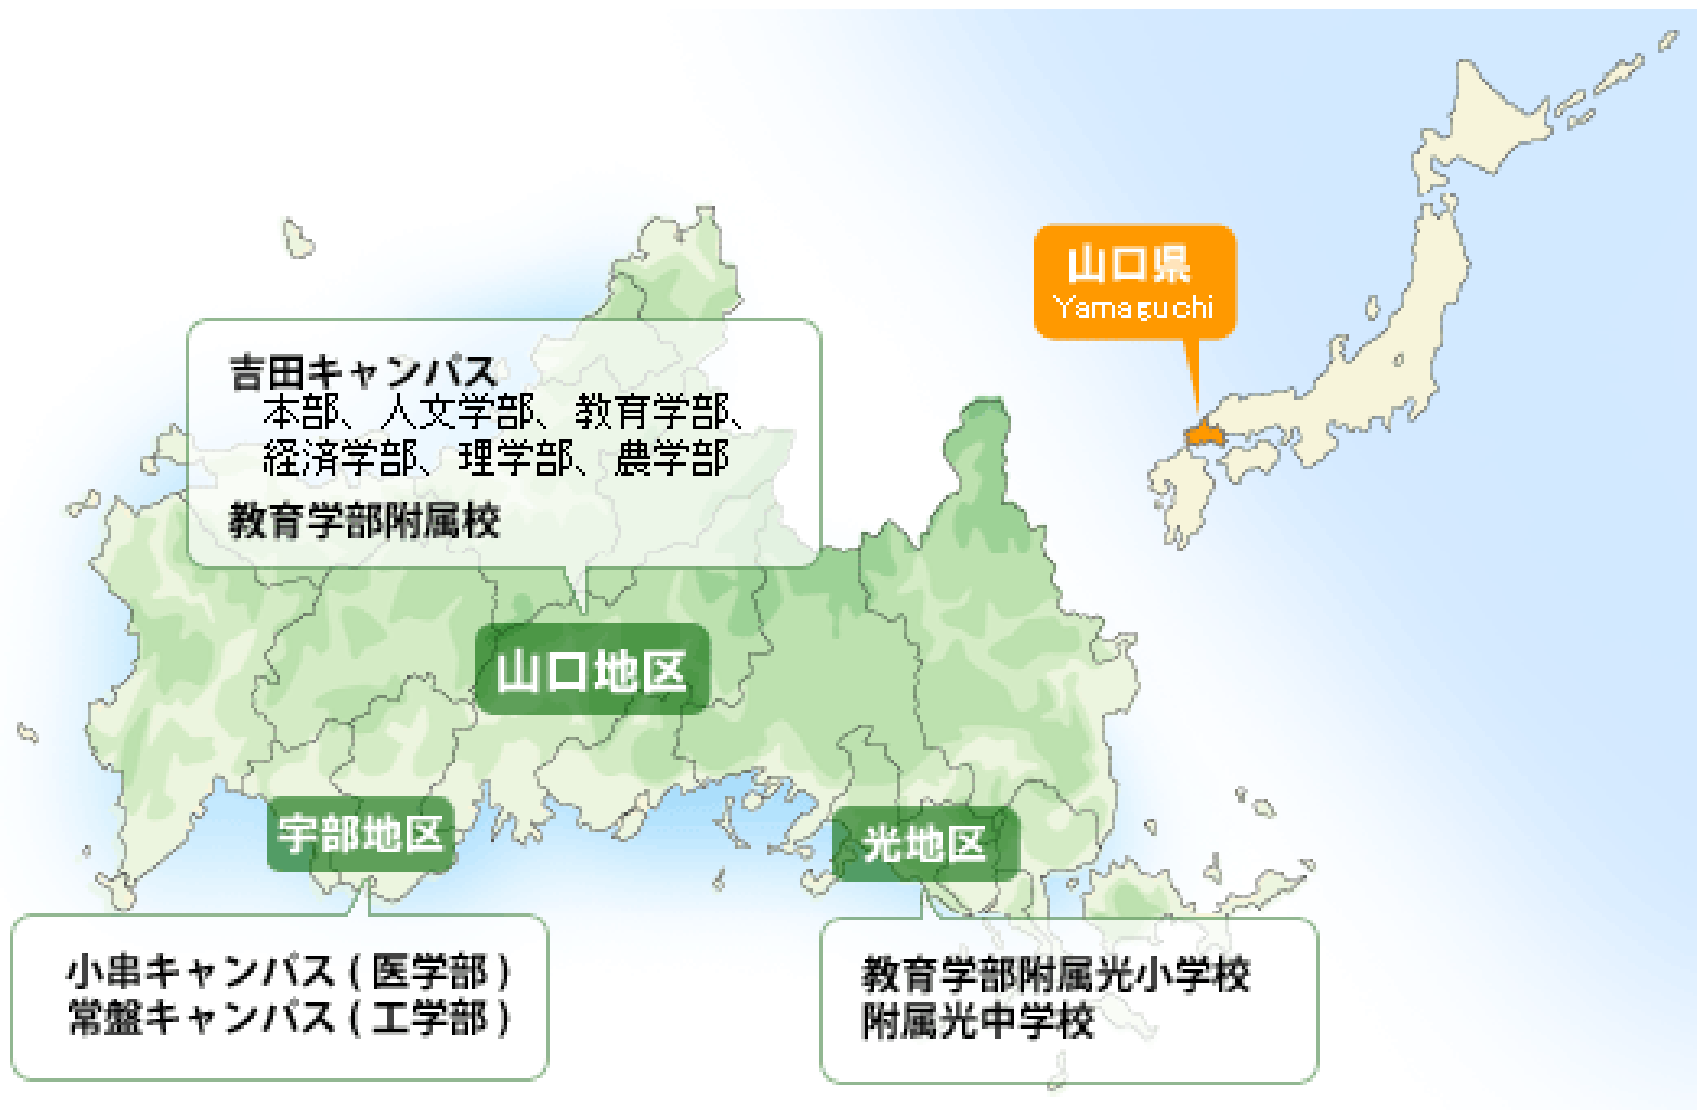 山口県
Yamaguchi
吉田キャンパス
本部、人文学部、教育学部、
経済学部、理学部、農学部
教育学部附属校
山口地区
宇部地区
光地区
小串キャンパス(医学部)
常盤キャンパス(工学部)
教育学部附属光小学校
附属光中学校